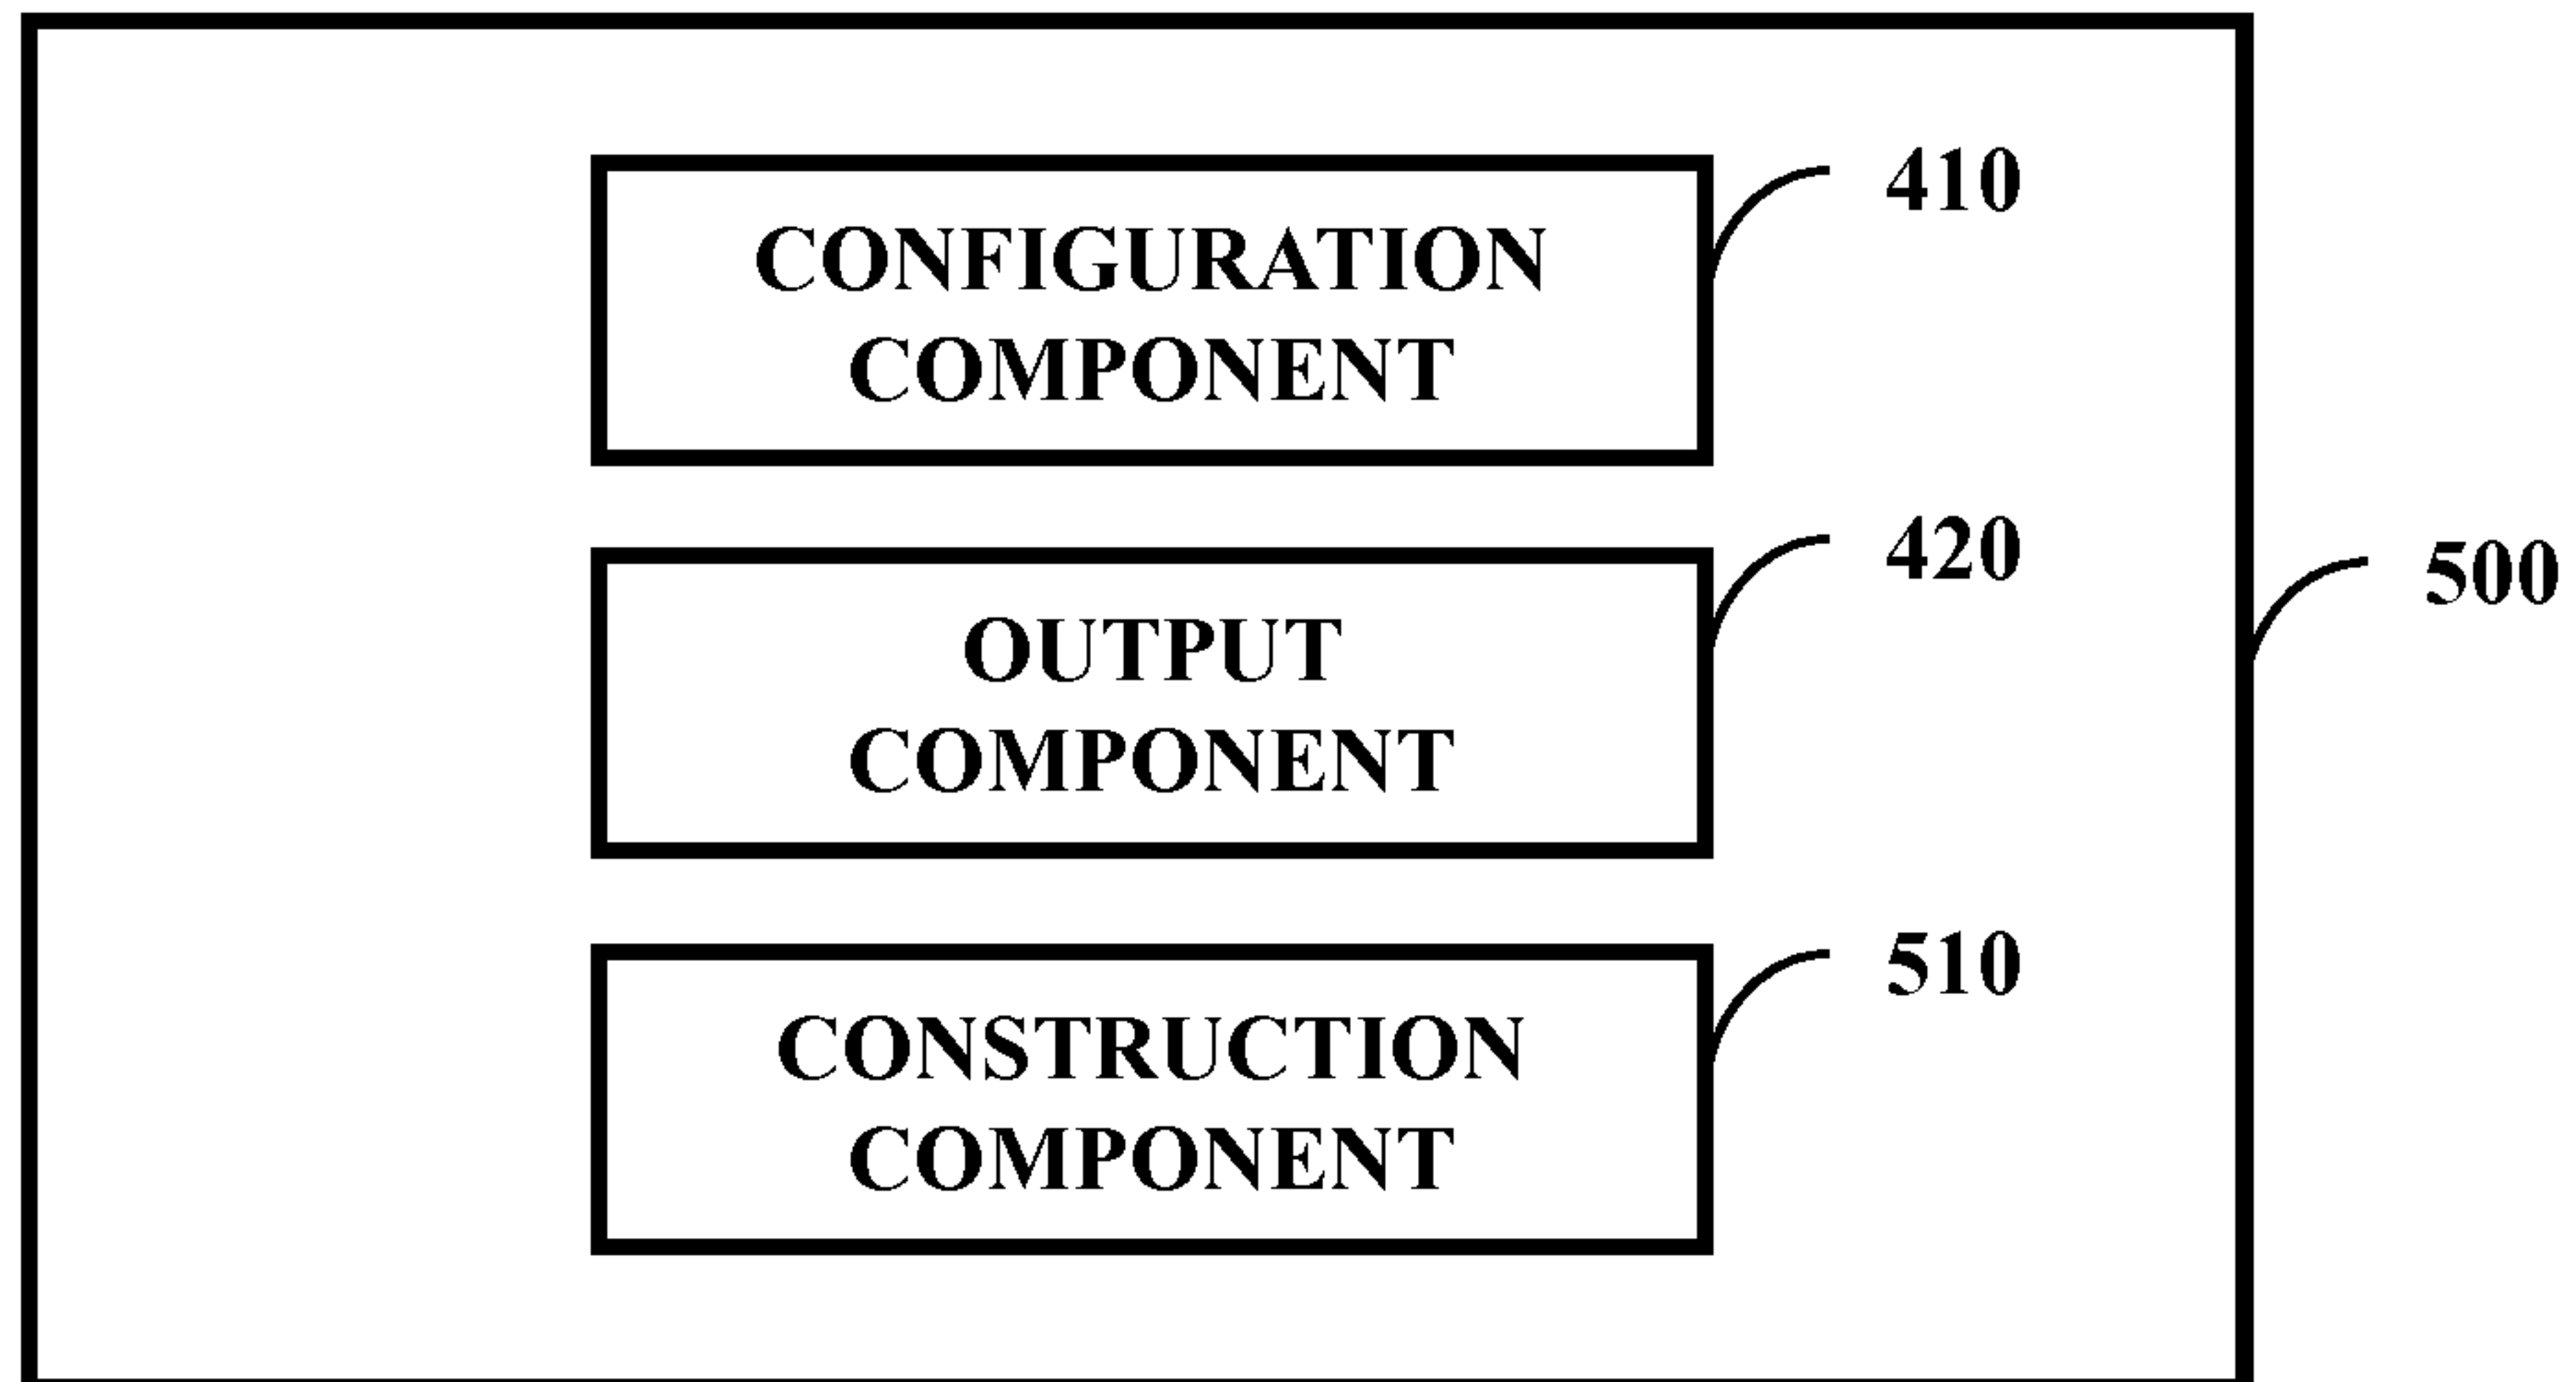 410
CONFIGURATION
COMPONENT
420
500
OUTPUT
COMPONENT
510
CONSTRUCTION
COMPONENT